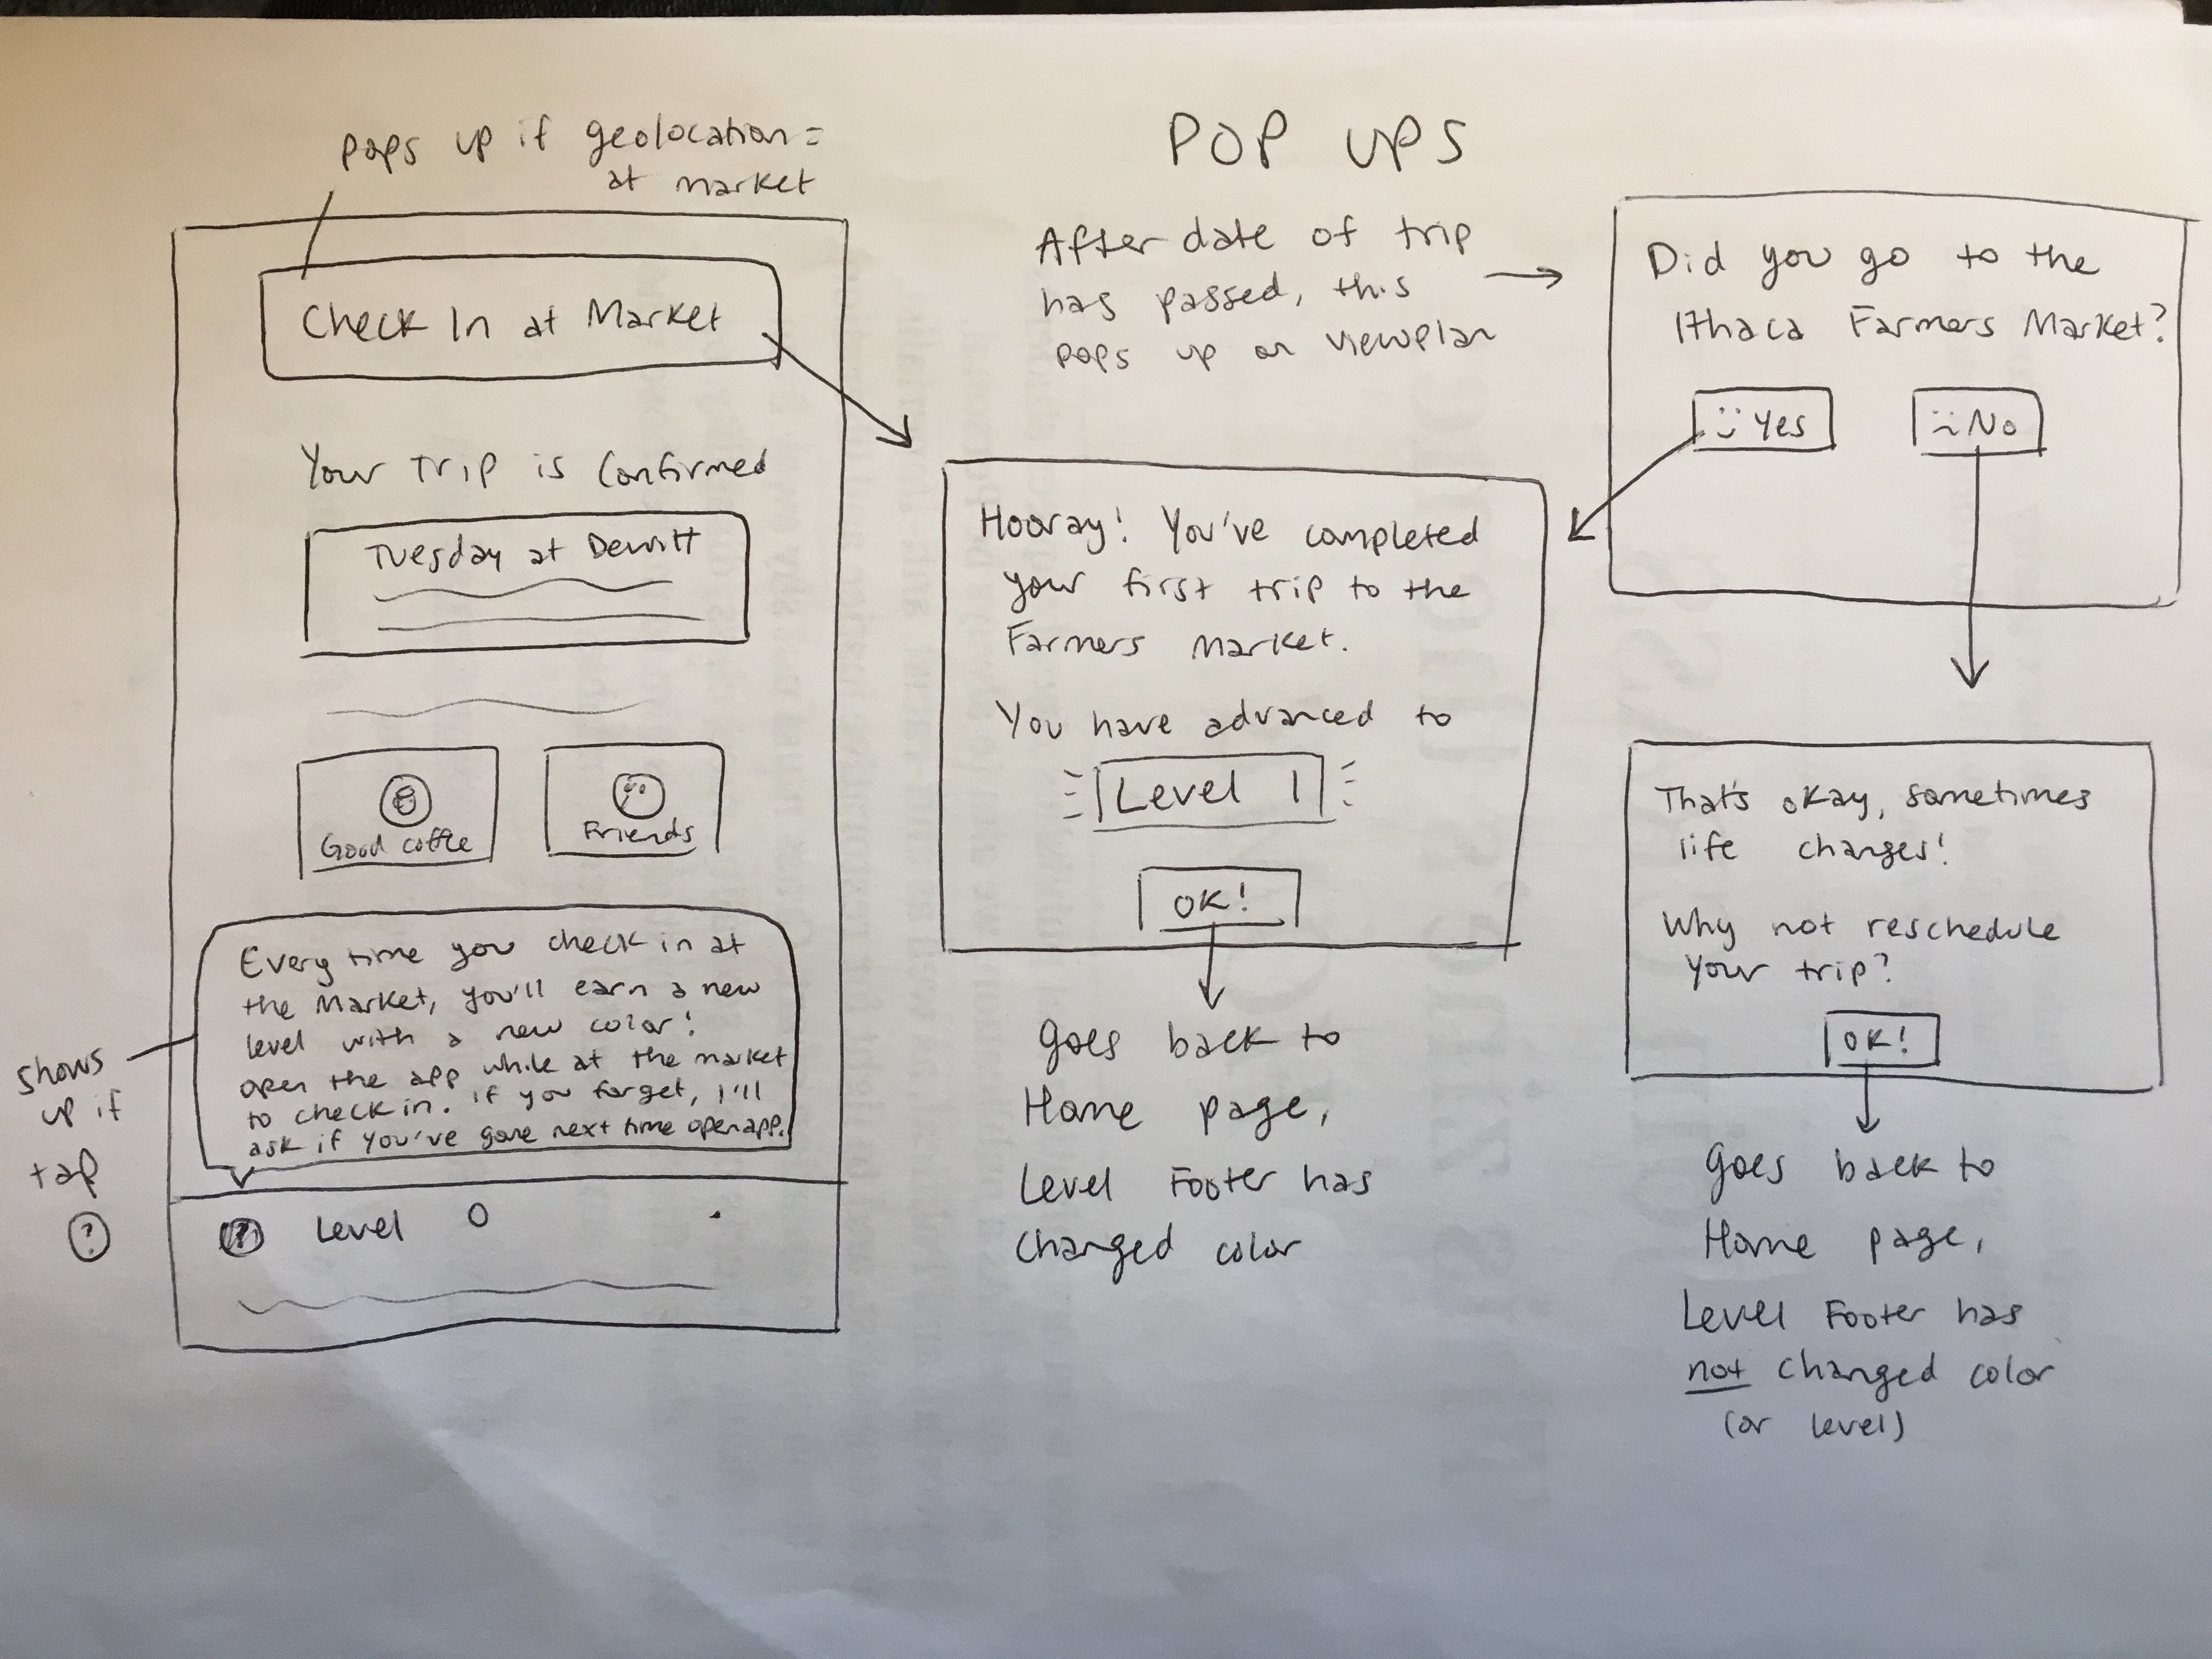 Pops up if geolocation =
at market
Check In at Market
Your Trip is Confirmed
Tuesday at Dewitt
Good coffee
Friends
Every time you check in at
the Market, you'll earn a new
level with a new color!
open the app while at the market
to check in. if you forget, I'll
ask if you've gone next time open app.
shows
up if
tap
?
? Level 0
POP UPS
After date of trip
has passed, this
pops up on viewplan
Did you go to the
Ithaca Farmers Market?
Yes
No
Hooray! You've completed
your first trip to the
Farmers Market.
You have advanced to
Level 1
OK!
goes back to
Home page,
Level Footer has
changed color
That's okay, sometimes
life changes!
Why not reschedule
your trip?
OK!
goes back to
Home page,
Level Footer has
not changed color
(or level)